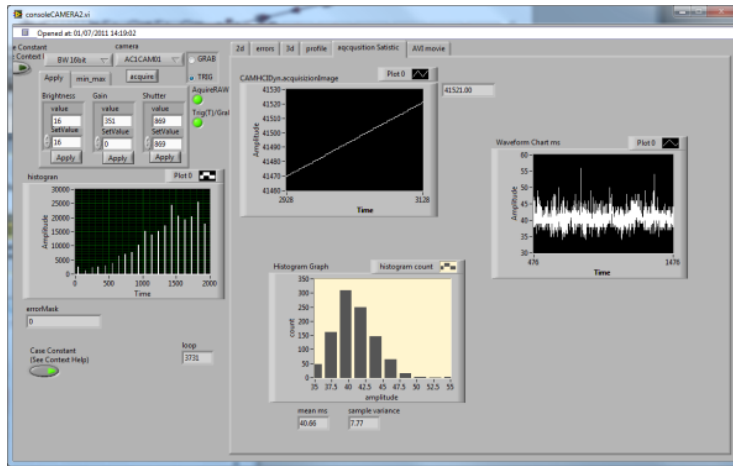 consoleCAMERA2.vi
Opened at: 01/07/2011 14:19:02
e Constant
camera
Context
BW 16bit
AC1CAM01
GRAB
TRIG
Apply
min_max
acquire
AquireRAW
Trig(T)/Gral
Brightness
Gain
Shutter
value
value
value
16
351
869
SetValue
SetValue
SetValue
16
0
869
Apply
Apply
Apply
histogran
Plot 0
30000
25000
20000
15000
10000
5000
0
Amplitude
0
500
1000
1500
2000
Time
errorMask
0
Case Constant
(See Context Help)
loop
3731
2d
errors
3d
profile
eqcqusition Satistic
AVI movie
CAMHCIDyn.acquisizionImage
Plot 0
41521.00
41530
41520
41510
41500
41490
41480
41470
41460
Amplitude
2928
3128
Time
Waveform Chart ms
Plot 0
60
55
50
45
40
35
30
Amplitude
476
1476
Time
Histogram Graph
histogram count
350
300
250
200
150
100
50
0
count
35
37.5
40
42.5
45
47.5
50
52.5
55
amplitude
mean ms
sample variance
40.66
7.77